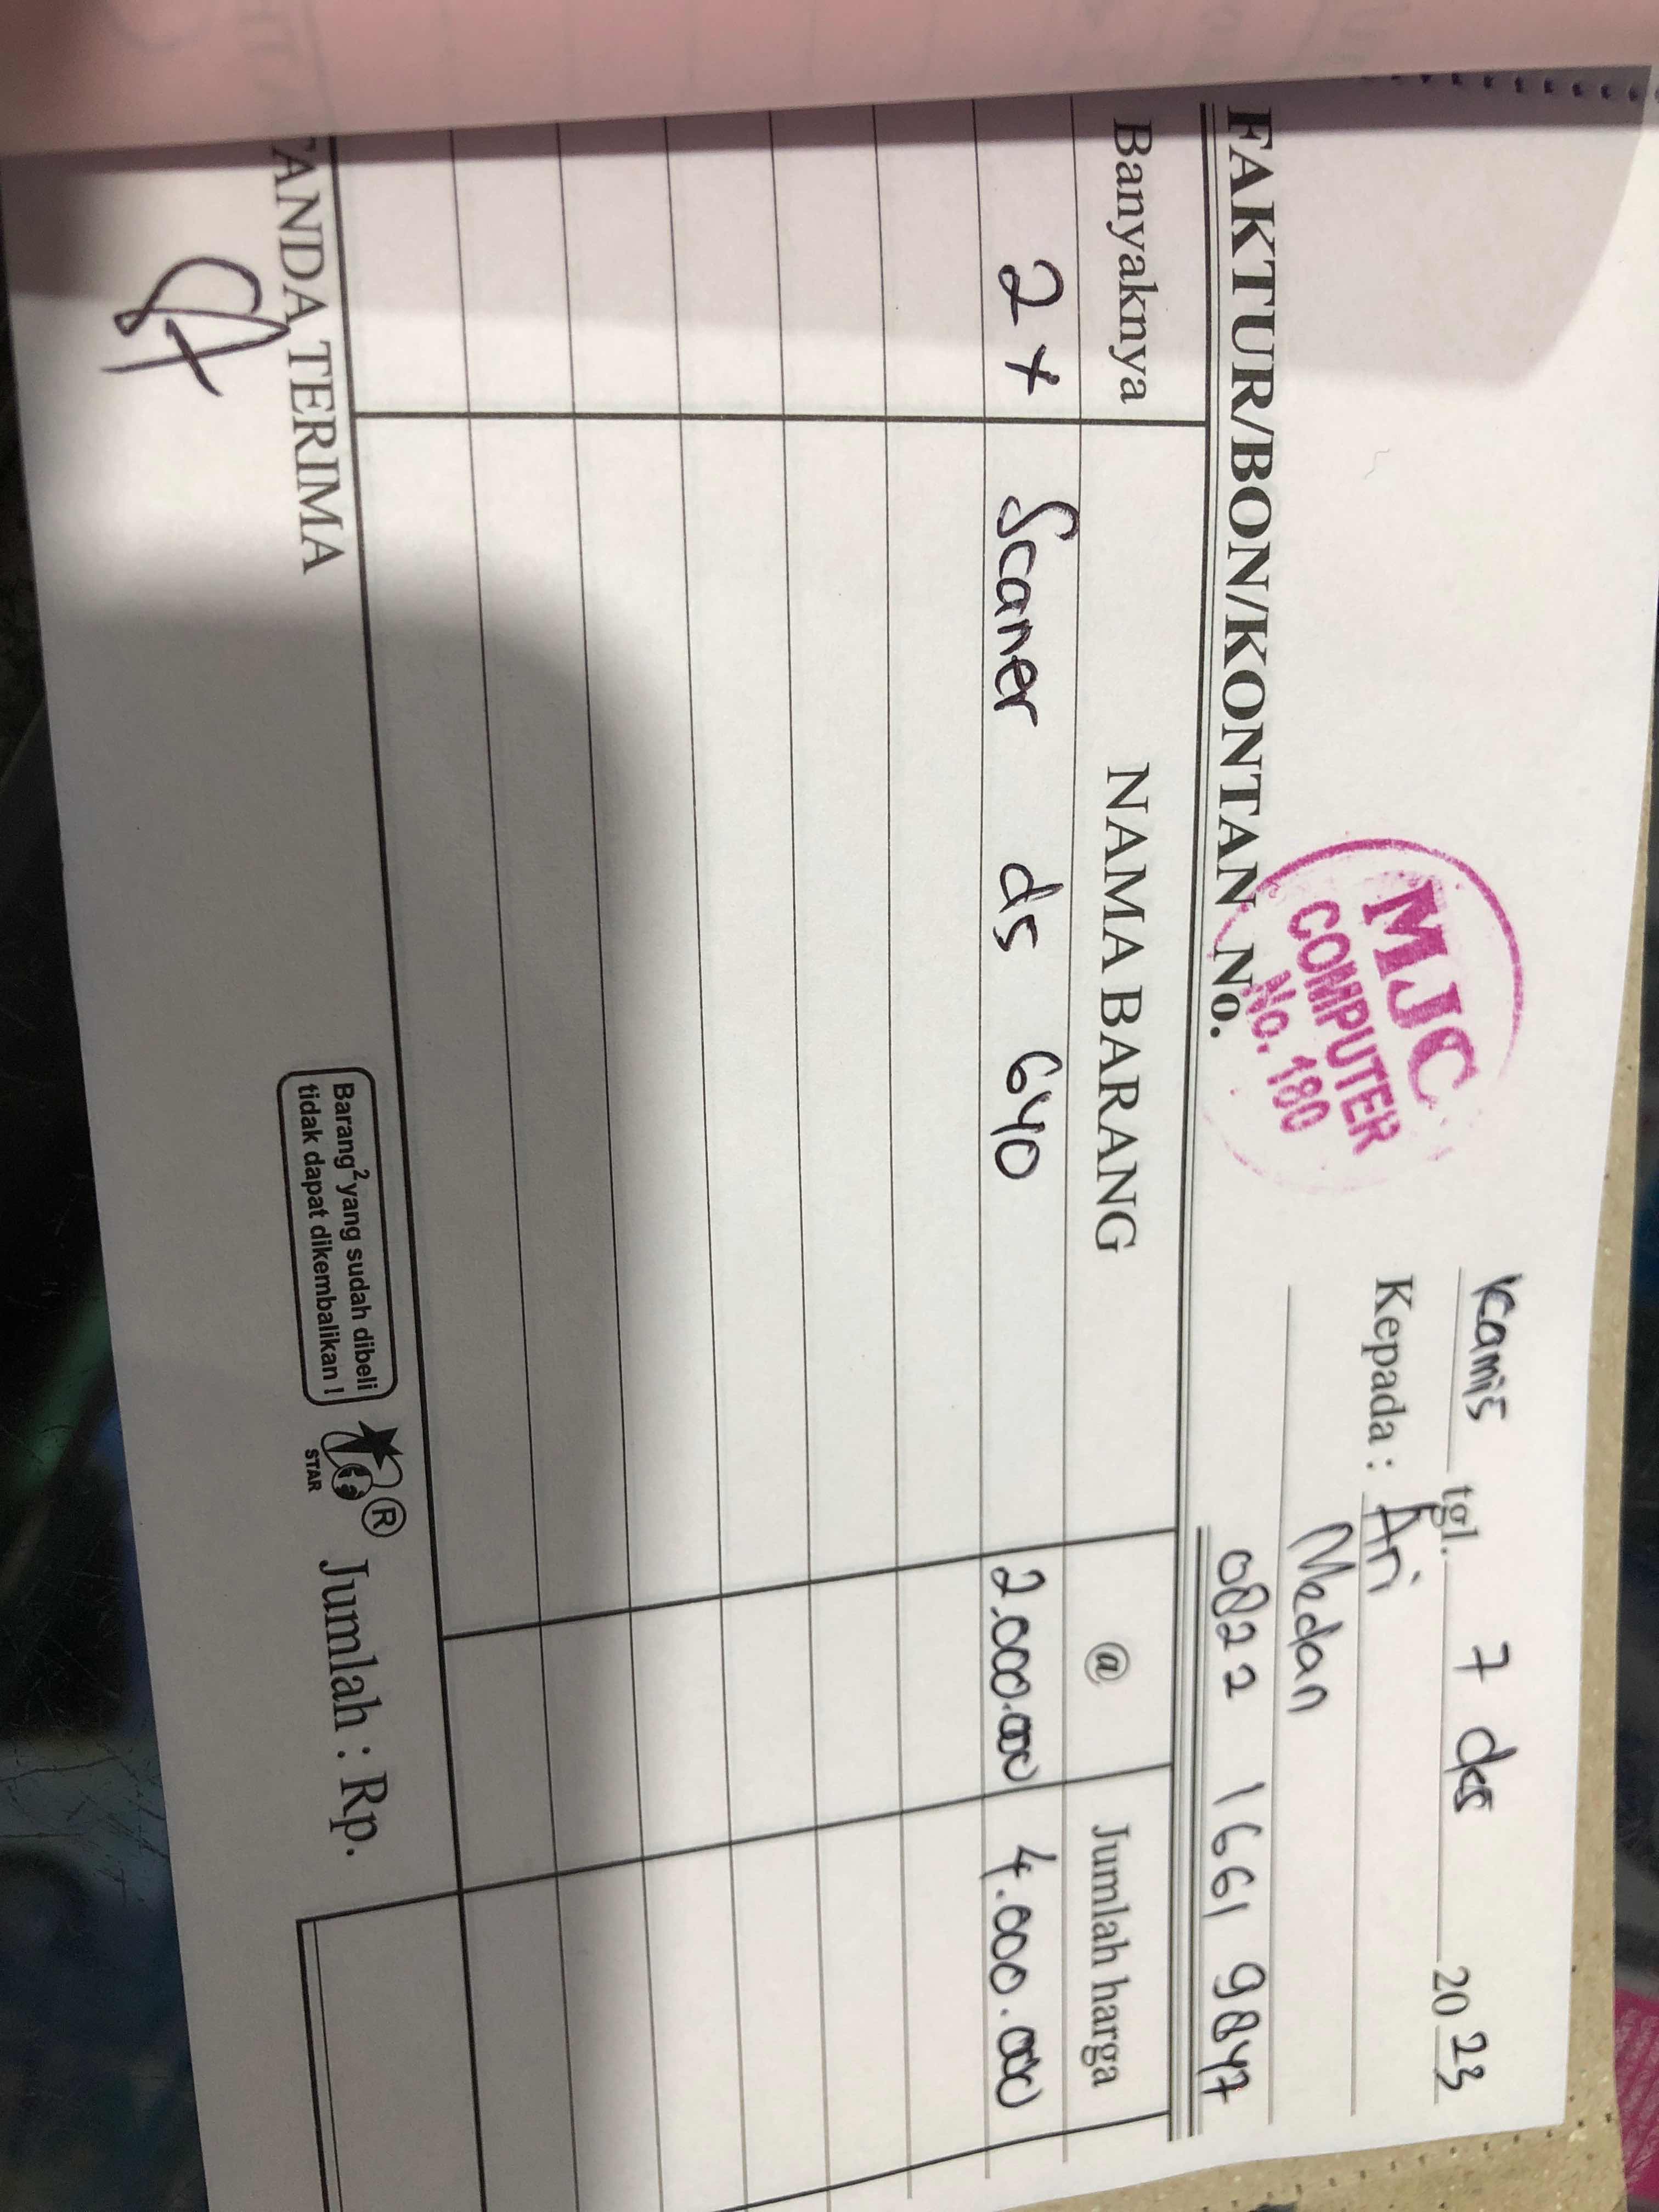 Kamis tgl. 7 des 2023
Kepada : Ari
Medan
0822 1661 9847
MJC
COMPUTER
No. 180
FAKTUR/BON/KONTAN No.
Banyaknya NAMA BARANG @ Jumlah harga
2 x Scaner ds 640 2.000.000 4.000.000
TANDA TERIMA
Barang² yang sudah dibeli
tidak dapat dikembalikan !
STAR
®
Jumlah : Rp.